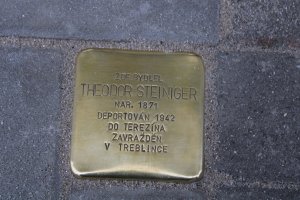 ZDE BYDLEL
THEODOR STEINIGER
NAR. 1871
DEPORTOVÁN 1942
DO TEREZÍNA
ZAVRAŽDĚN
V TREBLINCE